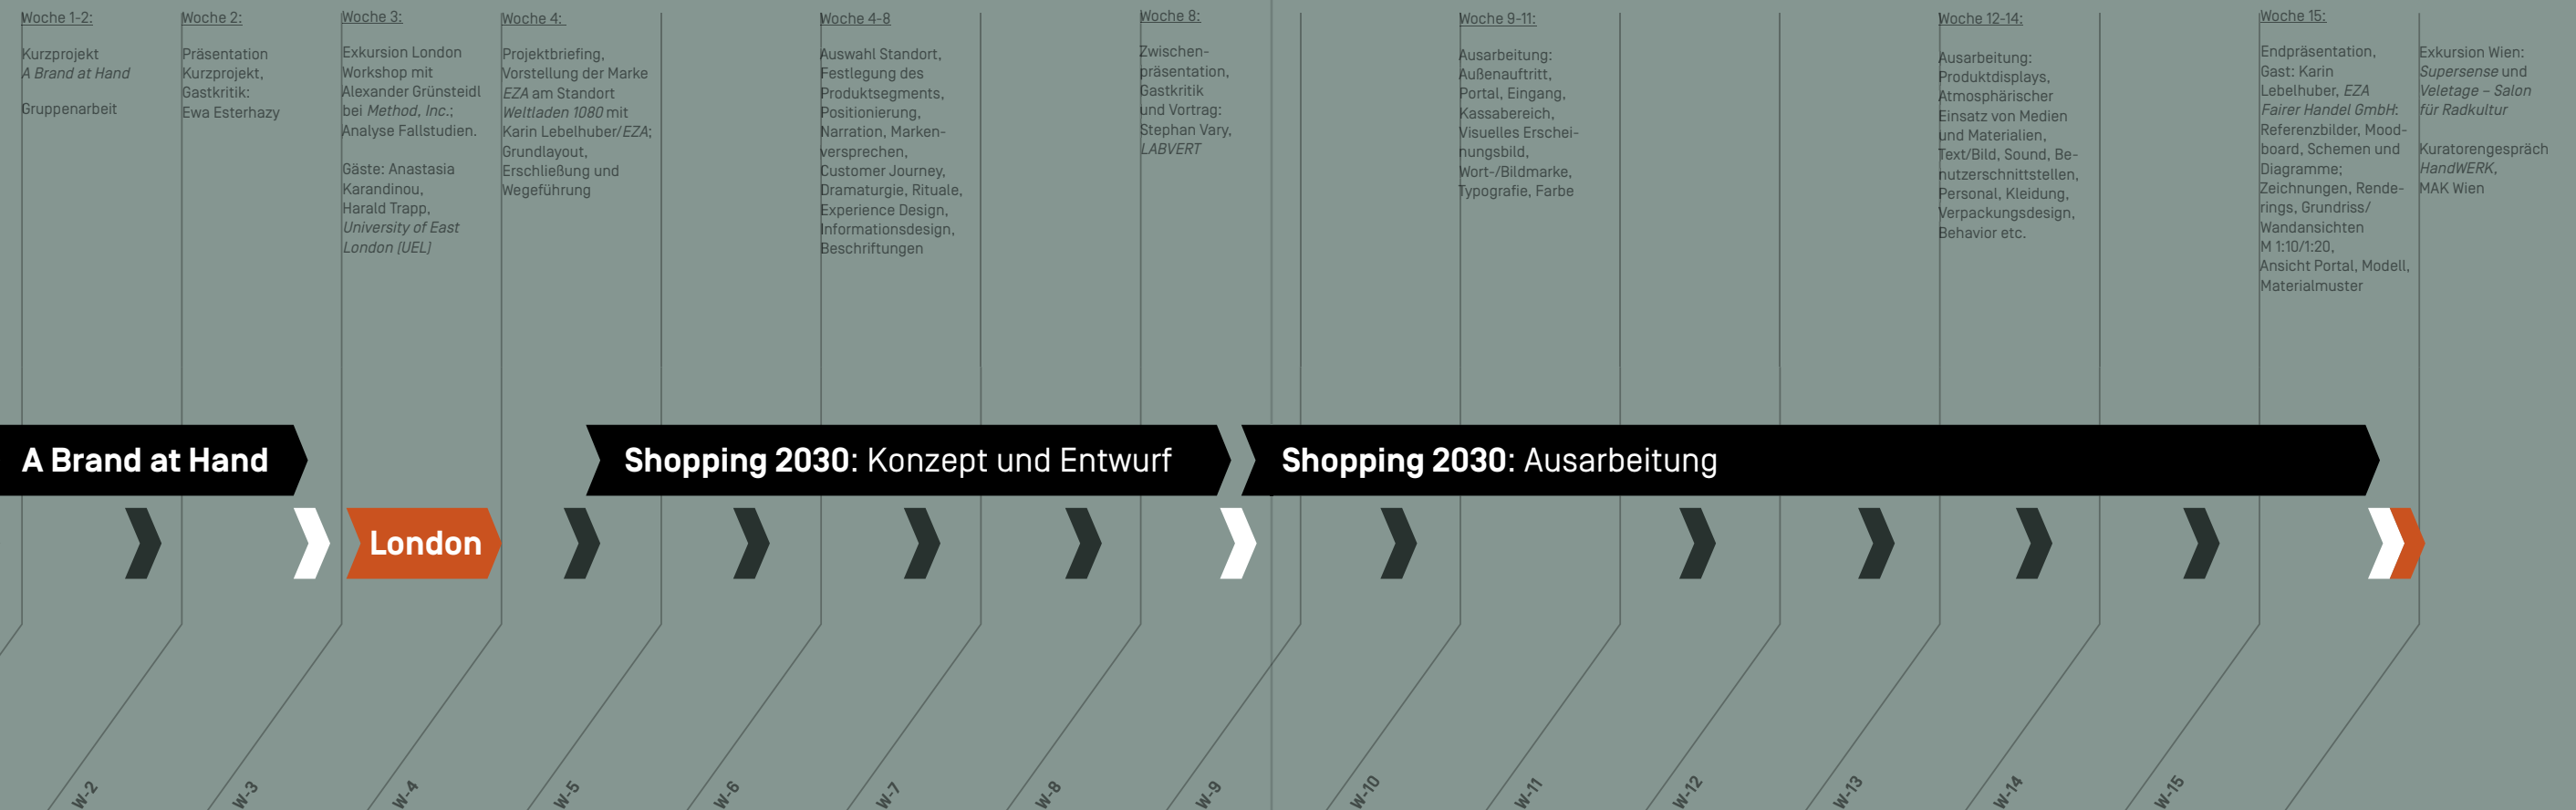 Woche 1-2:
Kurzprojekt
A Brand at Hand
Gruppenarbeit
Woche 2:
Präsentation
Kurzprojekt,
Gastkritik:
Ewa Esterhazy
Woche 3:
Exkursion London
Workshop mit
Alexander Grünsteidl
bei Method, Inc.;
Analyse Fallstudien.
Gäste: Anastasia
Karandinou,
Harald Trapp,
University of East
London (UEL)
Woche 4:
Projektbriefing,
Vorstellung der Marke
EZA am Standort
Weltladen 1080 mit
Karin Lebelhuber/EZA;
Grundlayout,
Erschließung und
Wegeführung
Woche 4-8
Auswahl Standort,
Festlegung des
Produktsegments,
Positionierung,
Narration, Marken-
versprechen,
Customer Journey,
Dramaturgie, Rituale,
Experience Design,
Informationsdesign,
Beschriftungen
Woche 8:
Zwischen-
präsentation,
Gastkritik
und Vortrag:
Stephan Vary,
LABVERT
Woche 9-11:
Ausarbeitung:
Außenauftritt,
Portal, Eingang,
Kassabereich,
Visuelles Erschei-
nungsbild,
Wort-/Bildmarke,
Typografie, Farbe
Woche 12-14:
Ausarbeitung:
Produktdisplays,
Atmosphärischer
Einsatz von Medien
und Materialien,
Text/Bild, Sound, Be-
nutzerschnittstellen,
Personal, Kleidung,
Verpackungsdesign,
Behavior etc.
Woche 15:
Endpräsentation,
Gast: Karin
Lebelhuber, EZA
Fairer Handel GmbH:
Referenzbilder, Mood-
board, Schemen und
Diagramme;
Zeichnungen, Rende-
rings, Grundriss/
Wandansichten
M 1:10/1:20,
Ansicht Portal, Modell,
Materialmuster
Exkursion Wien:
Supersense und
Veletage – Salon
für Radkultur
Kuratorengespräch
HandWERK,
MAK Wien
A Brand at Hand
Shopping 2030: Konzept und Entwurf
Shopping 2030: Ausarbeitung
London
W-2
W-3
W-4
W-5
W-6
W-7
W-8
W-9
W-10
W-11
W-12
W-13
W-14
W-15